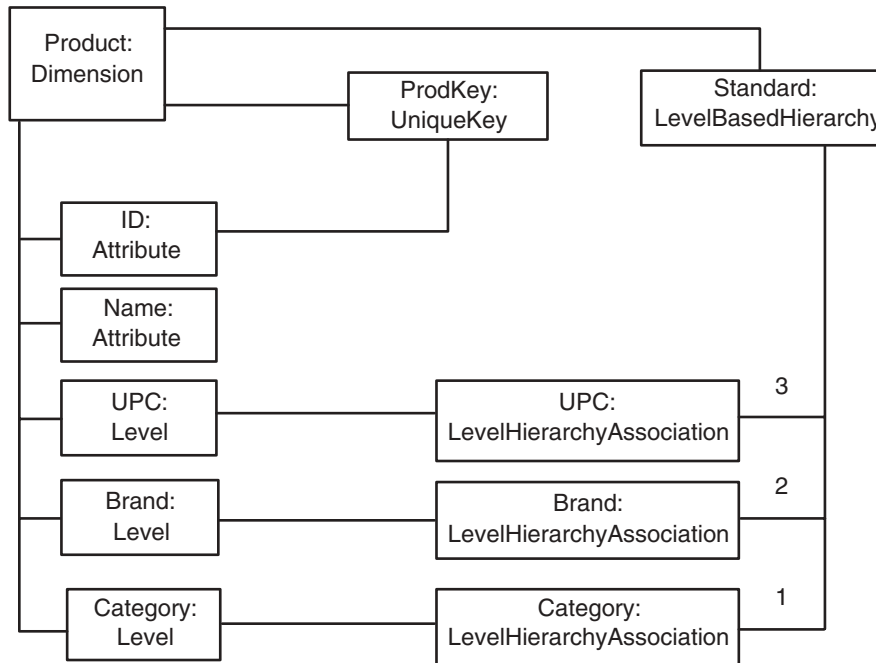 Product:
Dimension
ProdKey:
UniqueKey
Standard:
LevelBasedHierarchy
ID:
Attribute
Name:
Attribute
UPC:
Level
UPC:
LevelHierarchyAssociation
3
Brand:
Level
Brand:
LevelHierarchyAssociation
2
Category:
Level
Category:
LevelHierarchyAssociation
1